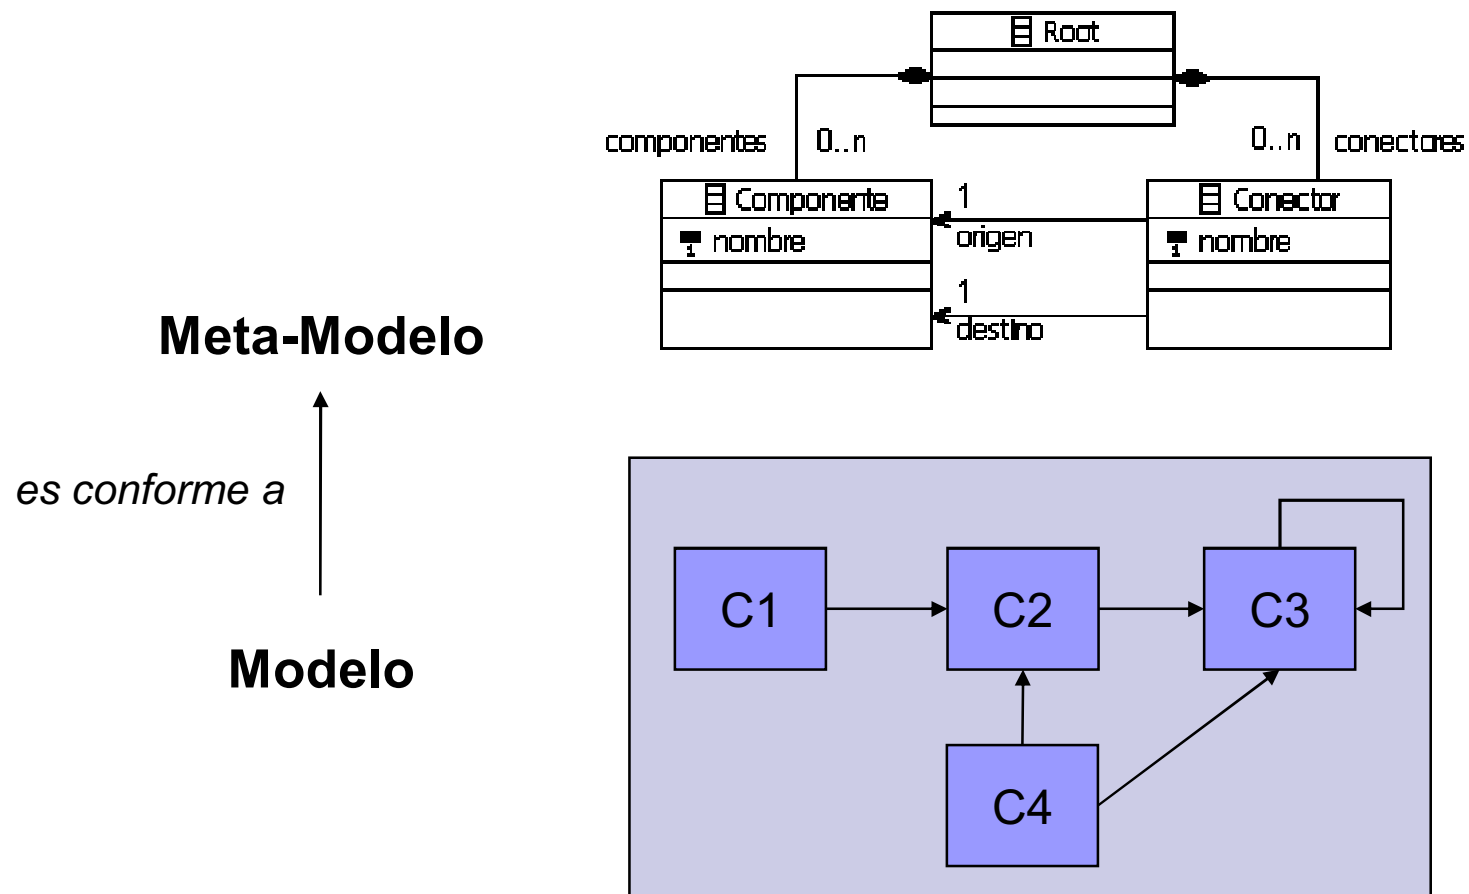 Root
componentes
0..n
0..n
conectores
Componente
1
Conector
nombre
origen
nombre
1
destino
Meta-Modelo
es conforme a
Modelo
C1
C2
C3
C4